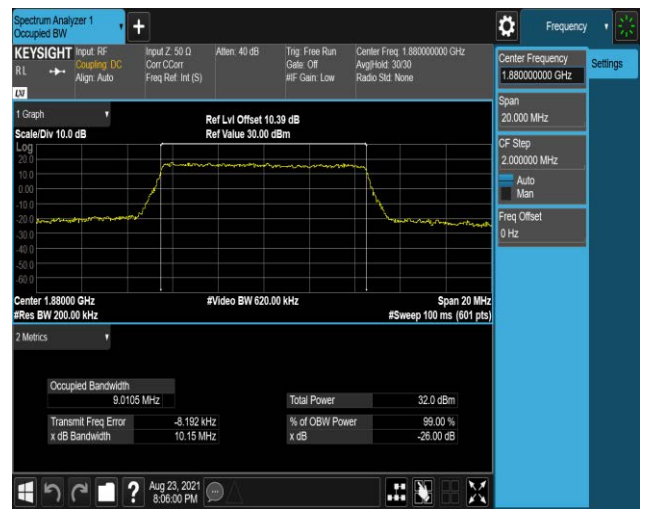 Spectrum Analyzer 1
Occupied BW
+
Frequency
KEYSIGHT
R L
LXI
Input: RF
Coupling: DC
Align: Auto
Input Z: 50 Ω
Corr CCorr
Freq Ref: Int (S)
Atten: 40 dB
Trig: Free Run
Gate: Off
#IF Gain: Low
Center Freq: 1.880000000 GHz
Avg|Hold: 30/30
Radio Std: None
Center Frequency
1.880000000 GHz
Settings
Span
20.000 MHz
CF Step
2.000000 MHz
Auto
Man
Freq Offset
0 Hz
1 Graph
Scale/Div 10.0 dB
Ref Lvl Offset 10.39 dB
Ref Value 30.00 dBm
Log
20.0
10.0
0.00
-10.0
-20.0
-30.0
-40.0
-50.0
-60.0
Center 1.88000 GHz
#Res BW 200.00 kHz
#Video BW 620.00 kHz
Span 20 MHz
#Sweep 100 ms (601 pts)
2 Metrics
Occupied Bandwidth
9.0105 MHz
Transmit Freq Error -8.192 kHz
x dB Bandwidth 10.15 MHz
Total Power 32.0 dBm
% of OBW Power 99.00 %
x dB -26.00 dB
?
Aug 23, 2021
8:06:00 PM